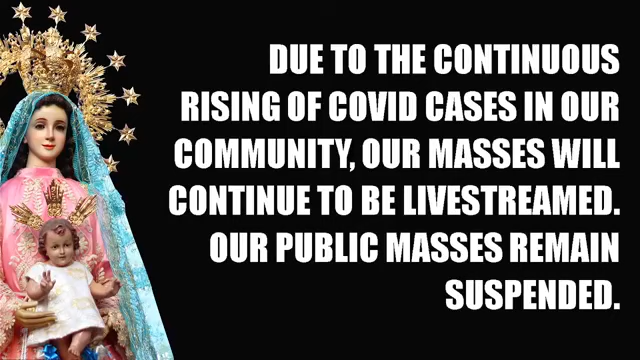 DUE TO THE CONTINUOUS
RISING OF COVID CASES IN OUR
COMMUNITY, OUR MASSES WILL
CONTINUE TO BE LIVESTREAMED.
OUR PUBLIC MASSES REMAIN
SUSPENDED.